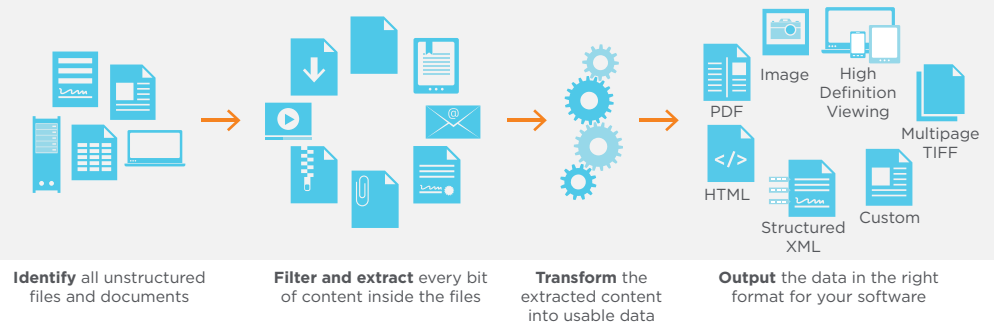 @
</>
PDF
Image
High
Definition
Viewing
Multipage
TIFF
HTML
Structured
XML
Custom
Identify all unstructured
files and documents
Filter and extract every bit
of content inside the files
Transform the
extracted content
into usable data
Output the data in the right
format for your software